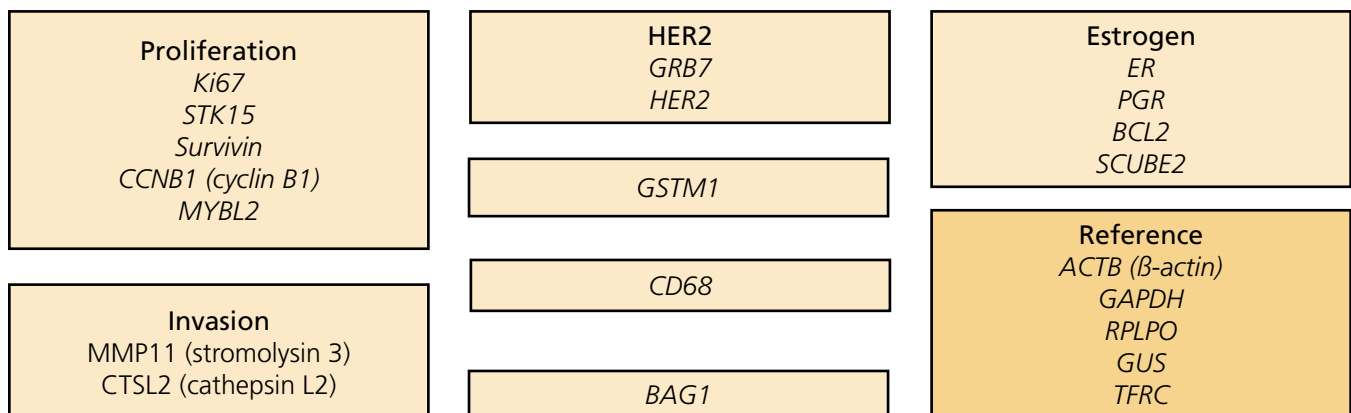 Proliferation
Ki67
STK15
Survivin
CCNB1 (cyclin B1)
MYBL2
Invasion
MMP11 (stromolysin 3)
CTSL2 (cathepsin L2)
HER2
GRB7
HER2
GSTM1
CD68
BAG1
Estrogen
ER
PGR
BCL2
SCUBE2
Reference
ACTB (ß-actin)
GAPDH
RPLPO
GUS
TFRC